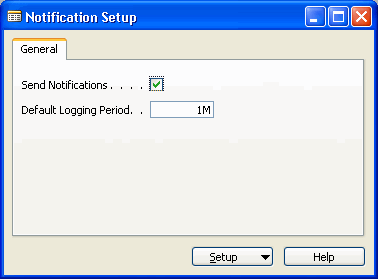 Notification Setup
General
Send Notifications . . . .
Default Logging Period. .
1M
Setup
Help